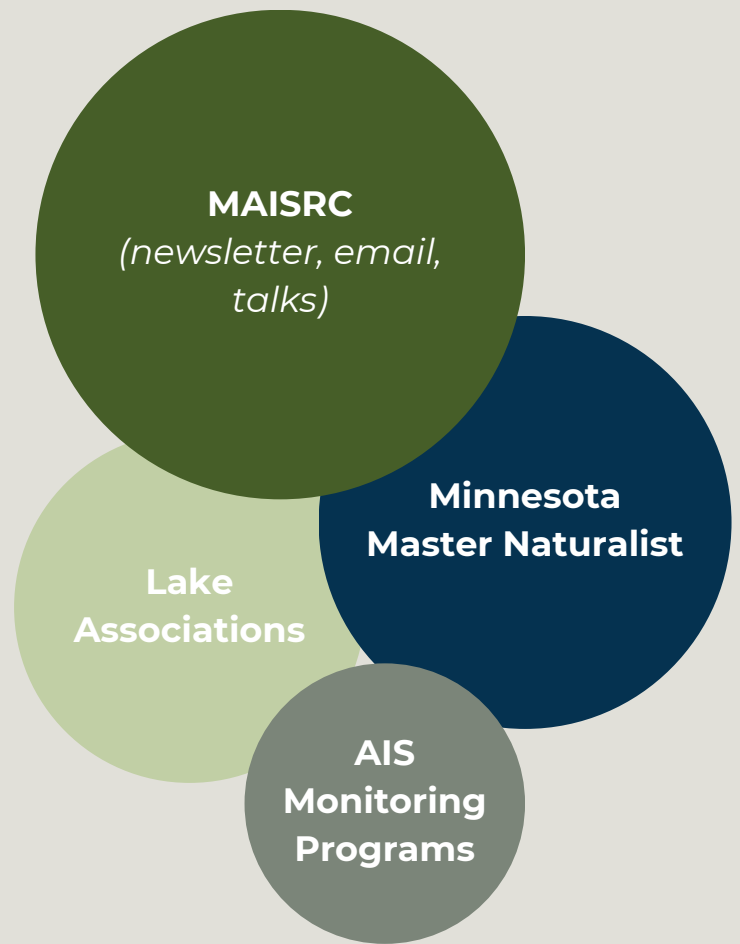 MAISRC
(newsletter, email,
talks)
Minnesota
Master Naturalist
Lake
Associations
AIS
Monitoring
Programs